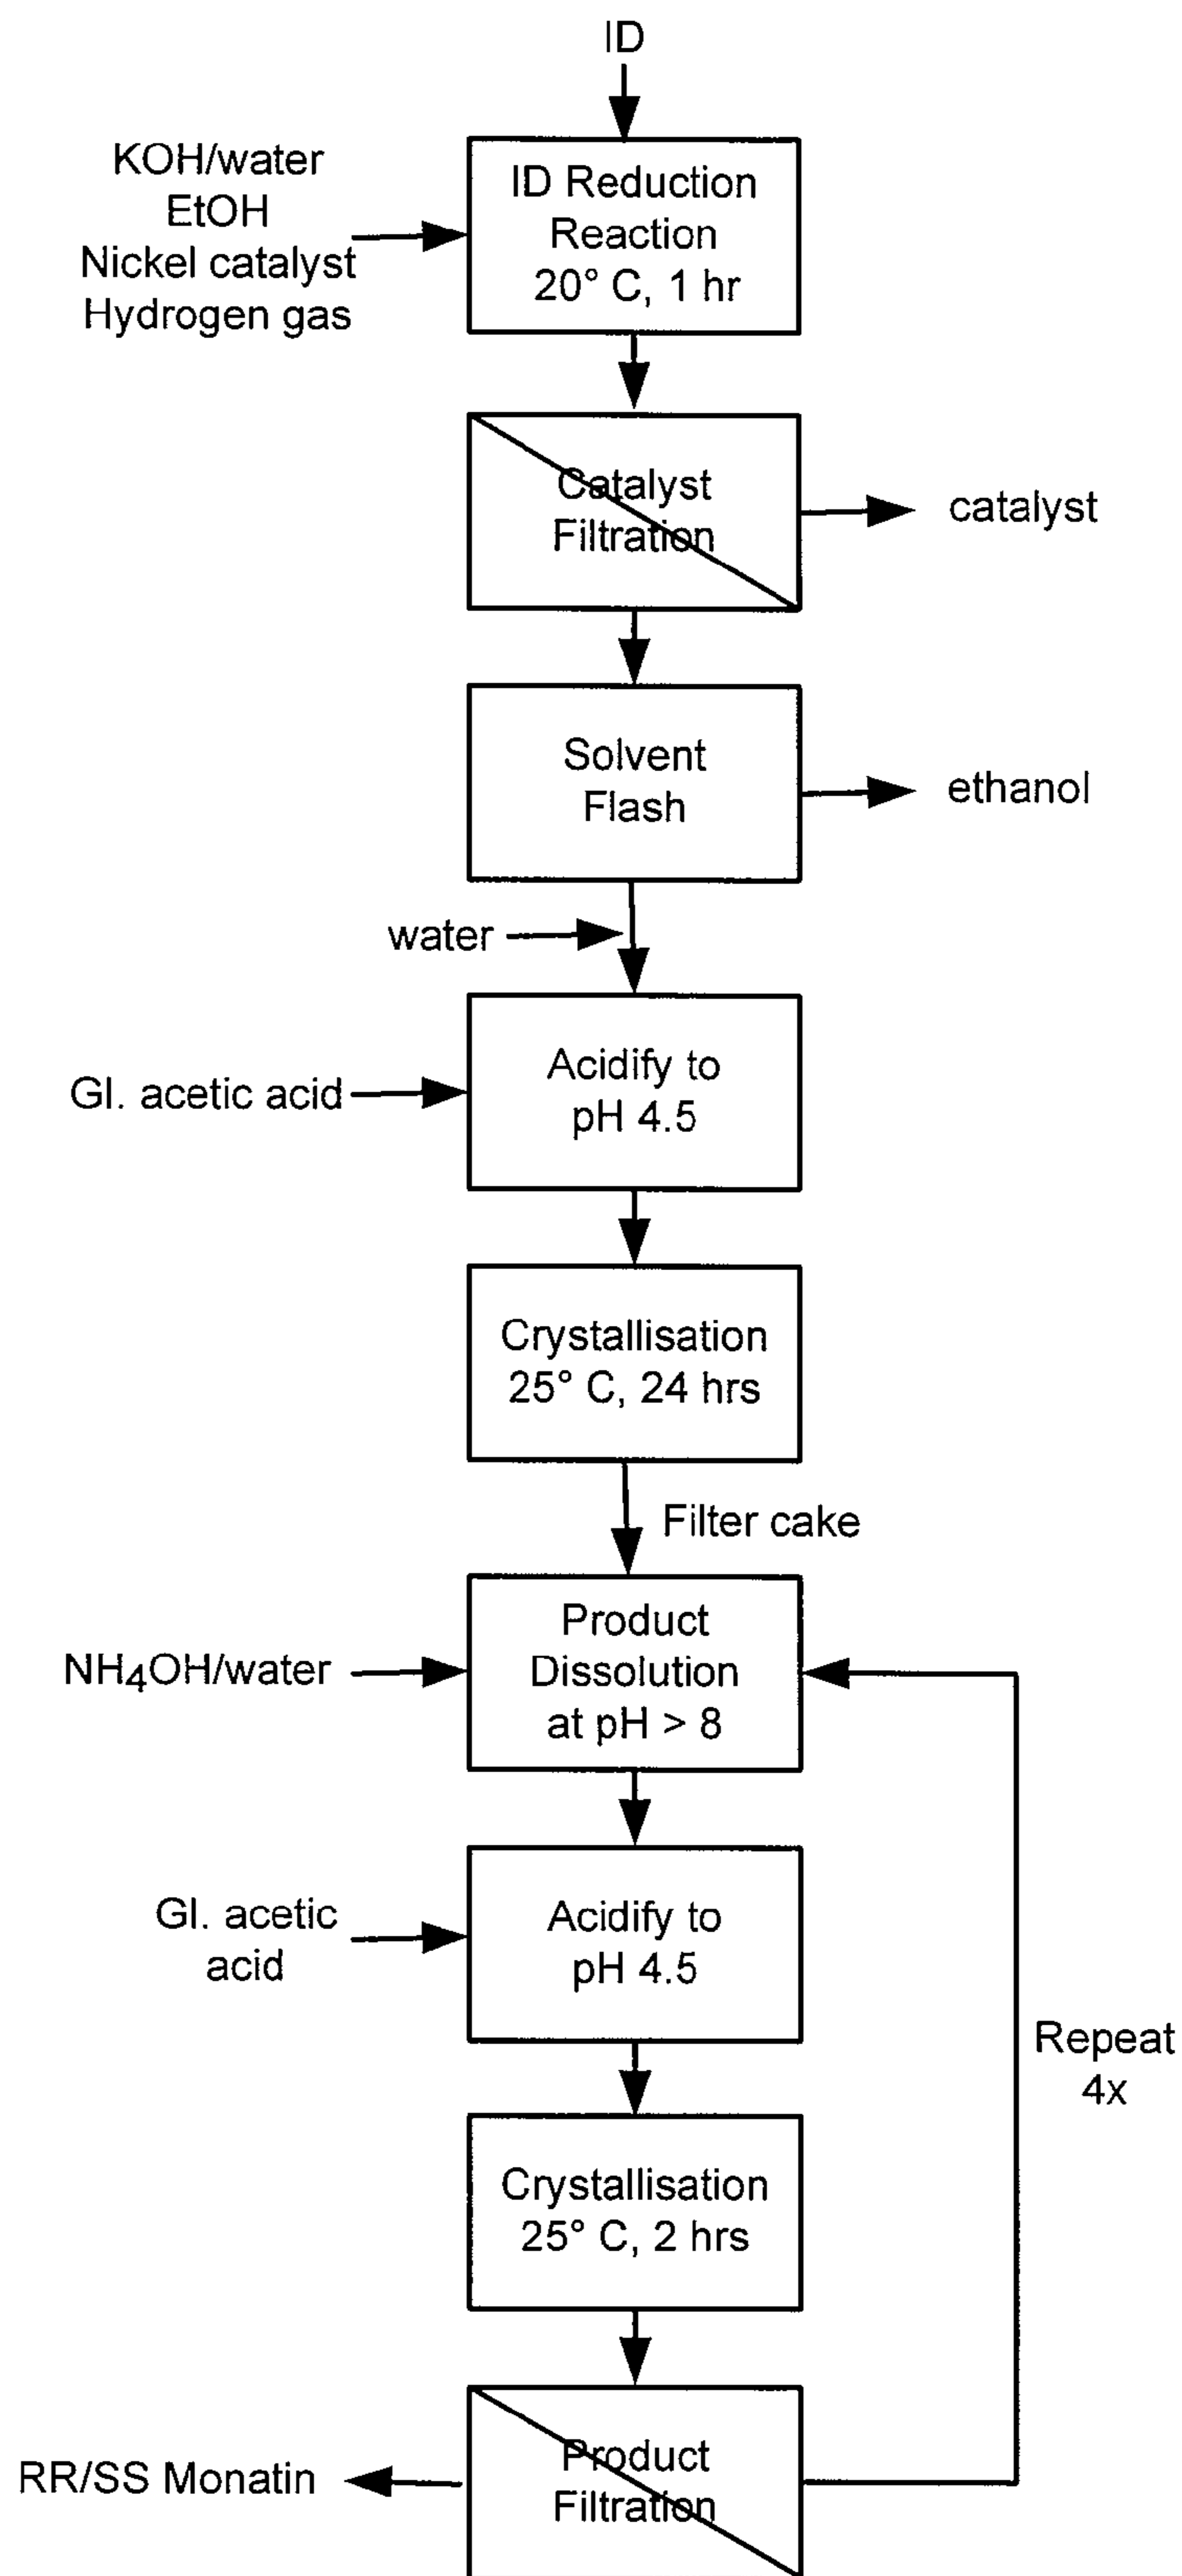 ID
KOH/water
EtOH
Nickel catalyst
Hydrogen gas
ID Reduction
Reaction
20° C, 1 hr
Catalyst
Filtration
catalyst
Solvent
Flash
ethanol
water
Gl. acetic acid
Acidify to
pH 4.5
Crystallisation
25° C, 24 hrs
Filter cake
NH4OH/water
Product
Dissolution
at pH > 8
Gl. acetic
acid
Acidify to
pH 4.5
Repeat
4x
Crystallisation
25° C, 2 hrs
RR/SS Monatin
Product
Filtration